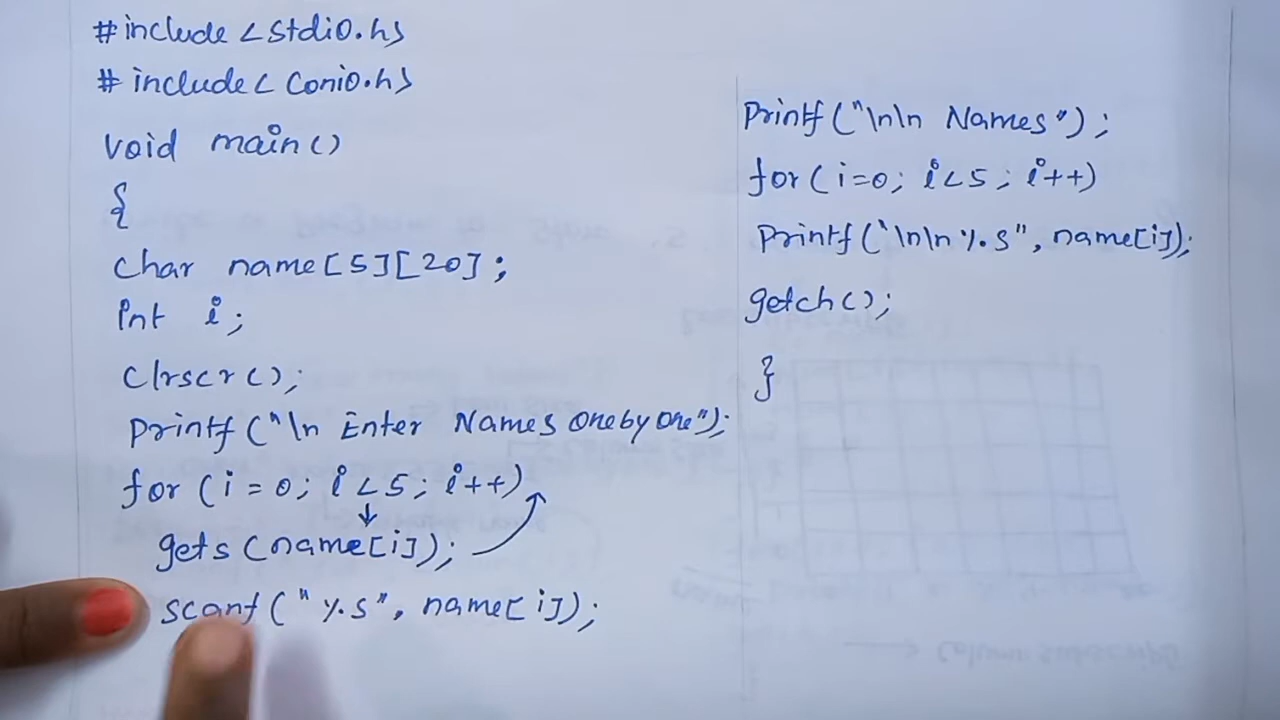 #include <stdio.h>
#include < conio.h>
void main()
{
char name[5][20];
int i;
clrscr();
printf("\n Enter Names one by one");
for (i = 0; i < 5; i++)
gets (name[i]);
scanf("%s", name[i]);
printf("\n\n Names");
for (i=0; i<5; i++)
printf("\n\n%s", name[i]);
getch();
}